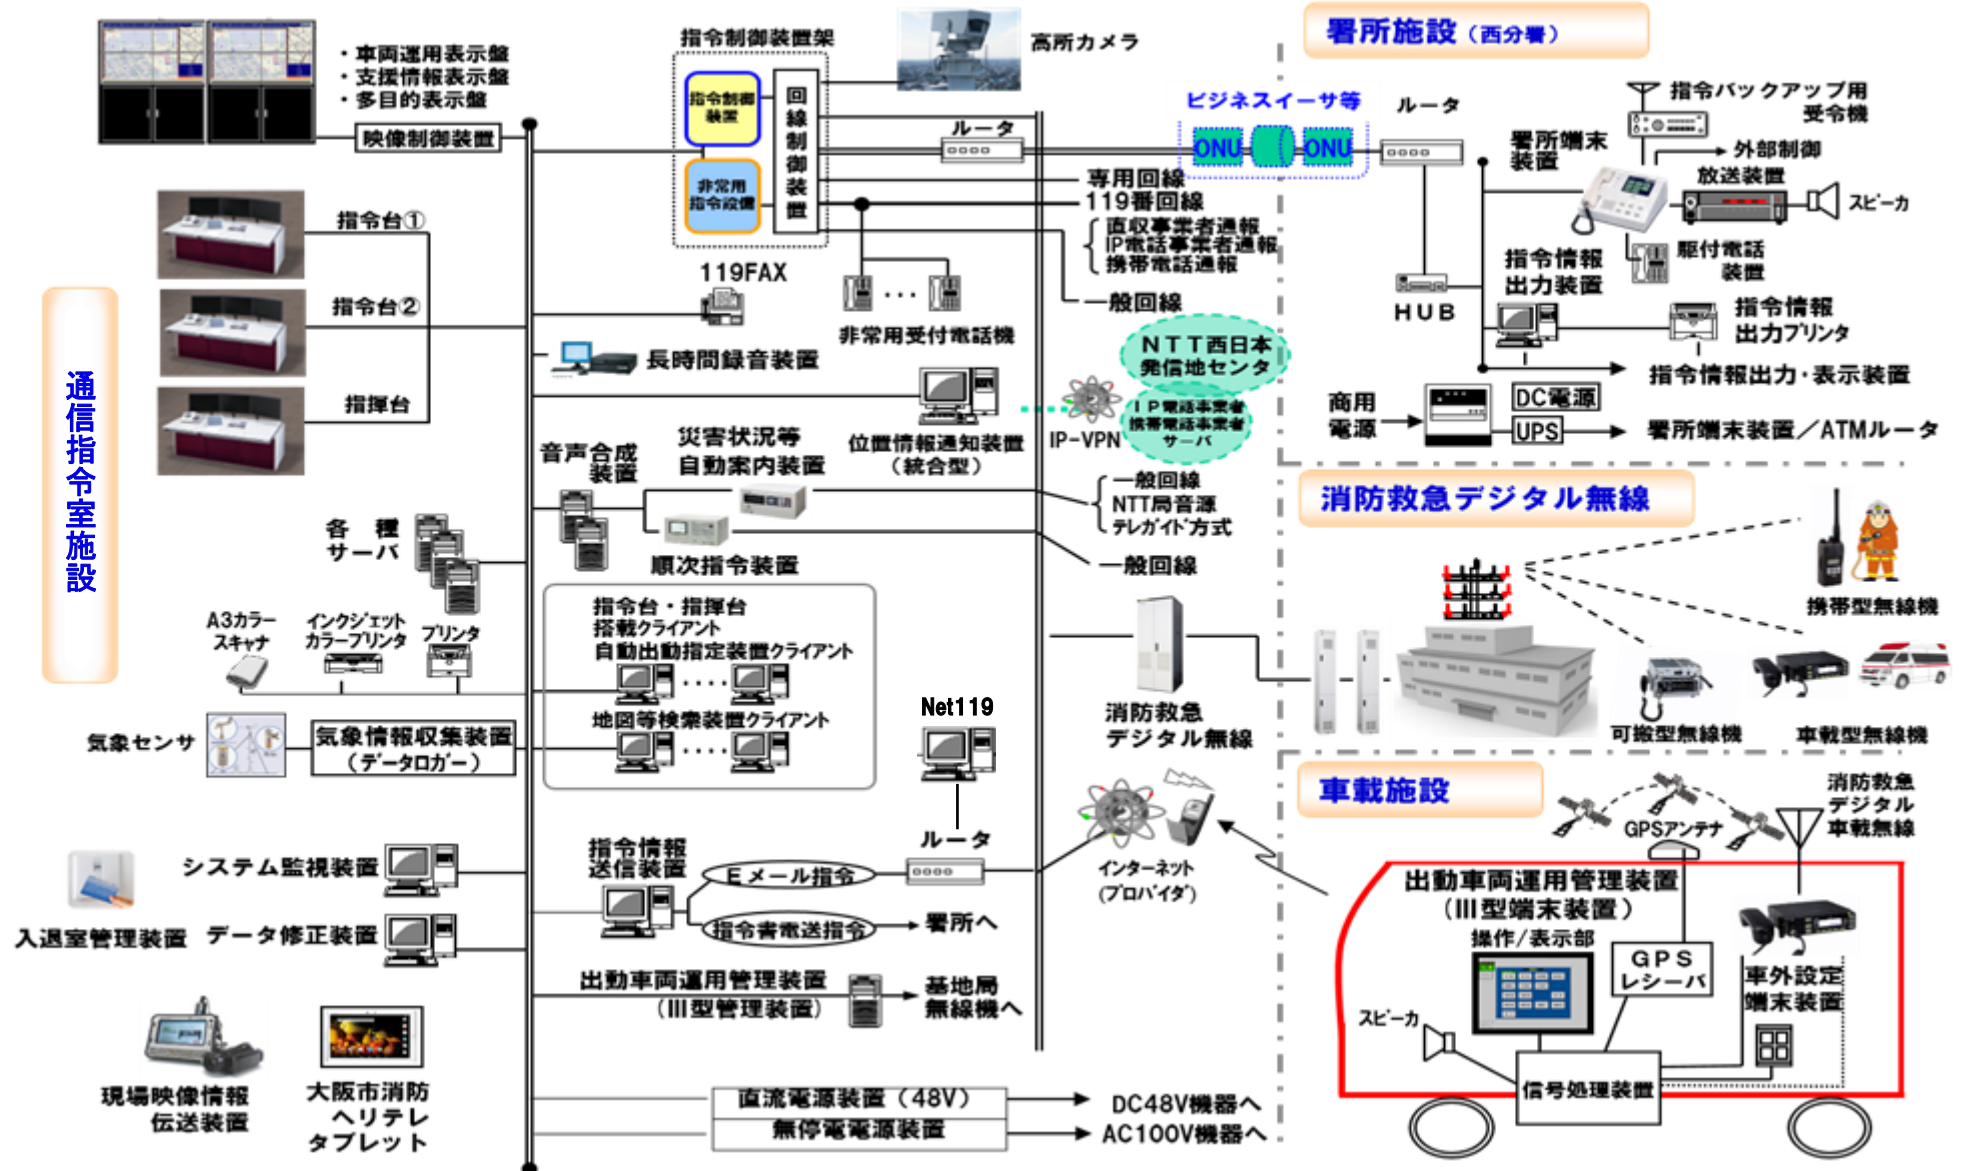 ・車両運用表示盤
・支援情報表示盤
・多目的表示盤
映像制御装置
指令台①
指令台②
指揮台
通信指令室施設
各　種
サーバ
A3カラー
スキャナ
インクジェット
カラープリンタ
プリンタ
気象センサ
気象情報収集装置
（データロガー）
システム監視装置
入退室管理装置
データ修正装置
現場映像情報
伝送装置
大阪市消防
ヘリテレ
タブレット
指令制御装置架
指令制御
装置
非常用
指令設備
回線制御装置
高所カメラ
ルータ
専用回線
119番回線
直収事業者通報
IP電話事業者通報
携帯電話通報
一般回線
119FAX
非常用受付電話機
長時間録音装置
位置情報通知装置
（統合型）
IP-VPN
NTT西日本
発信地センタ
IP電話事業者
携帯電話事業者
サーバ
音声合成
装置
災害状況等
自動案内装置
順次指令装置
一般回線
NTT局音源
テレガイド方式
一般回線
指令台・指揮台
搭載クライアント
自動出動指定装置クライアント
・・・・
地図等検索装置クライアント
・・・・
消防救急
デジタル無線
Net119
ルータ
指令情報
送信装置
Eメール指令
指令書電送指令
署所へ
インターネット
(プロバイダ)
出動車両運用管理装置
（Ⅲ型管理装置）
基地局
無線機へ
直流電源装置（48V）
無停電電源装置
DC48V機器へ
AC100V機器へ
署所施設（西分署）
ビジネスイーサ等
ONU
ONU
ルータ
HUB
指令バックアップ用
受令機
署所端末
装置
外部制御
放送装置
スピーカ
駆付電話
装置
指令情報
出力装置
指令情報
出力プリンタ
指令情報出力・表示装置
商用
電源
DC電源
UPS
署所端末装置／ATMルータ
消防救急デジタル無線
携帯型無線機
可搬型無線機
車載型無線機
車載施設
GPSアンテナ
消防救急
デジタル
車載無線
出動車両運用管理装置
（Ⅲ型端末装置）
操作/表示部
GPS
レシーバ
車外設定
端末装置
スピーカ
信号処理装置